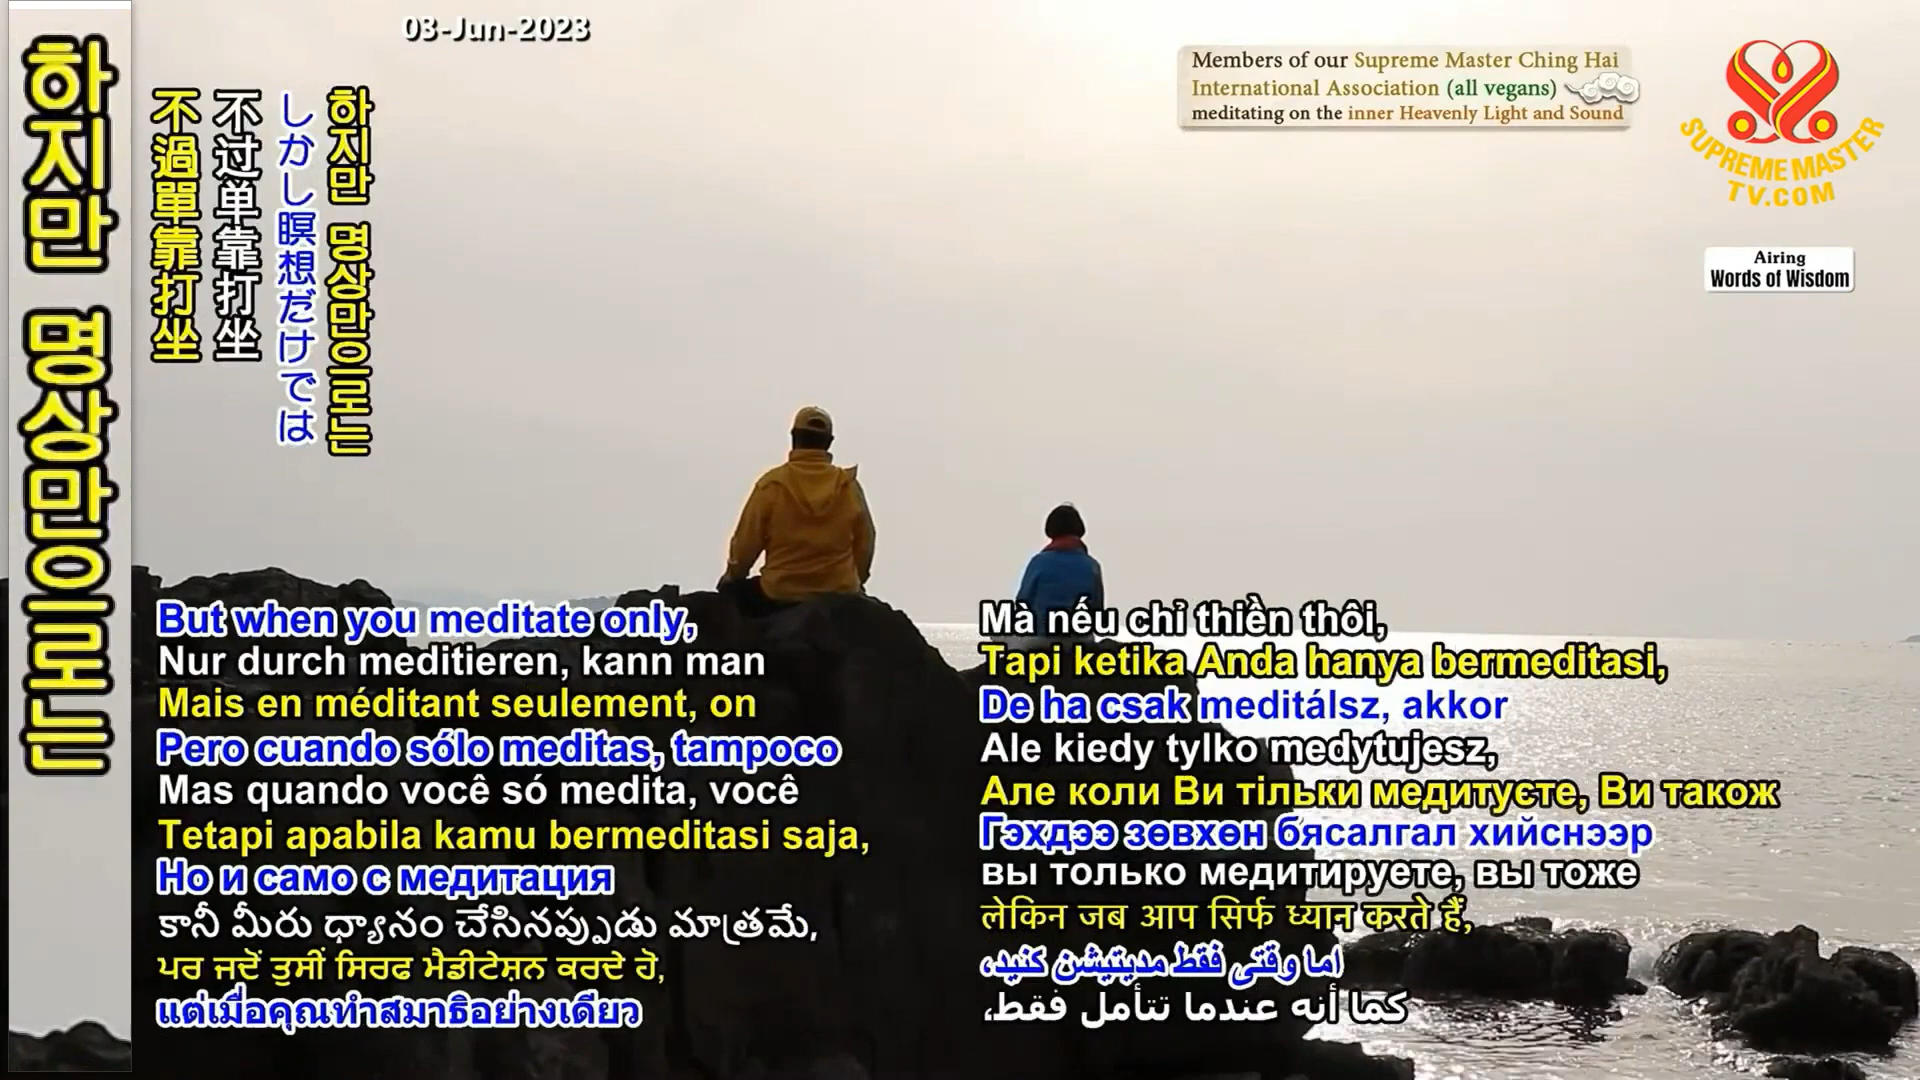 하지만 명상만으로는
不過單靠打坐
不过单靠打坐
しかし瞑想だけでは
하지만 명상만으로는
03-Jun-2023
Members of our Supreme Master Ching Hai
International Association (all vegans)
meditating on the inner Heavenly Light and Sound
SUPREME MASTER
TV.COM
Airing
Words of Wisdom
But when you meditate only,
Nur durch meditieren, kann man
Mais en méditant seulement, on
Pero cuando sólo meditas, tampoco
Mas quando você só medita, você
Tetapi apabila kamu bermeditasi saja,
Но и само с медитация
కానీ మీరు ధ్యానం చేసినప్పుడు మాత్రమే,
ਪਰ ਜਦੋਂ ਤੁਸੀਂ ਸਿਰਫ ਮੈਡੀਟੇਸ਼ਨ ਕਰਦੇ ਹੋ,
แต่เมื่อคุณทำสมาธิอย่างเดียว
Mà nếu chỉ thiền thôi,
Tapi ketika Anda hanya bermeditasi,
De ha csak meditálsz, akkor
Ale kiedy tylko medytujesz,
Але коли Ви тільки медитуєте, Ви також
Гэхдээ зөвхөн бясалгал хийснээр
вы только медитируете, вы тоже
लेकिन जब आप सिर्फ ध्यान करते हैं,
اما وقتی فقط مدیتیشن کنید،
كما أنه عندما تتأمل فقط،